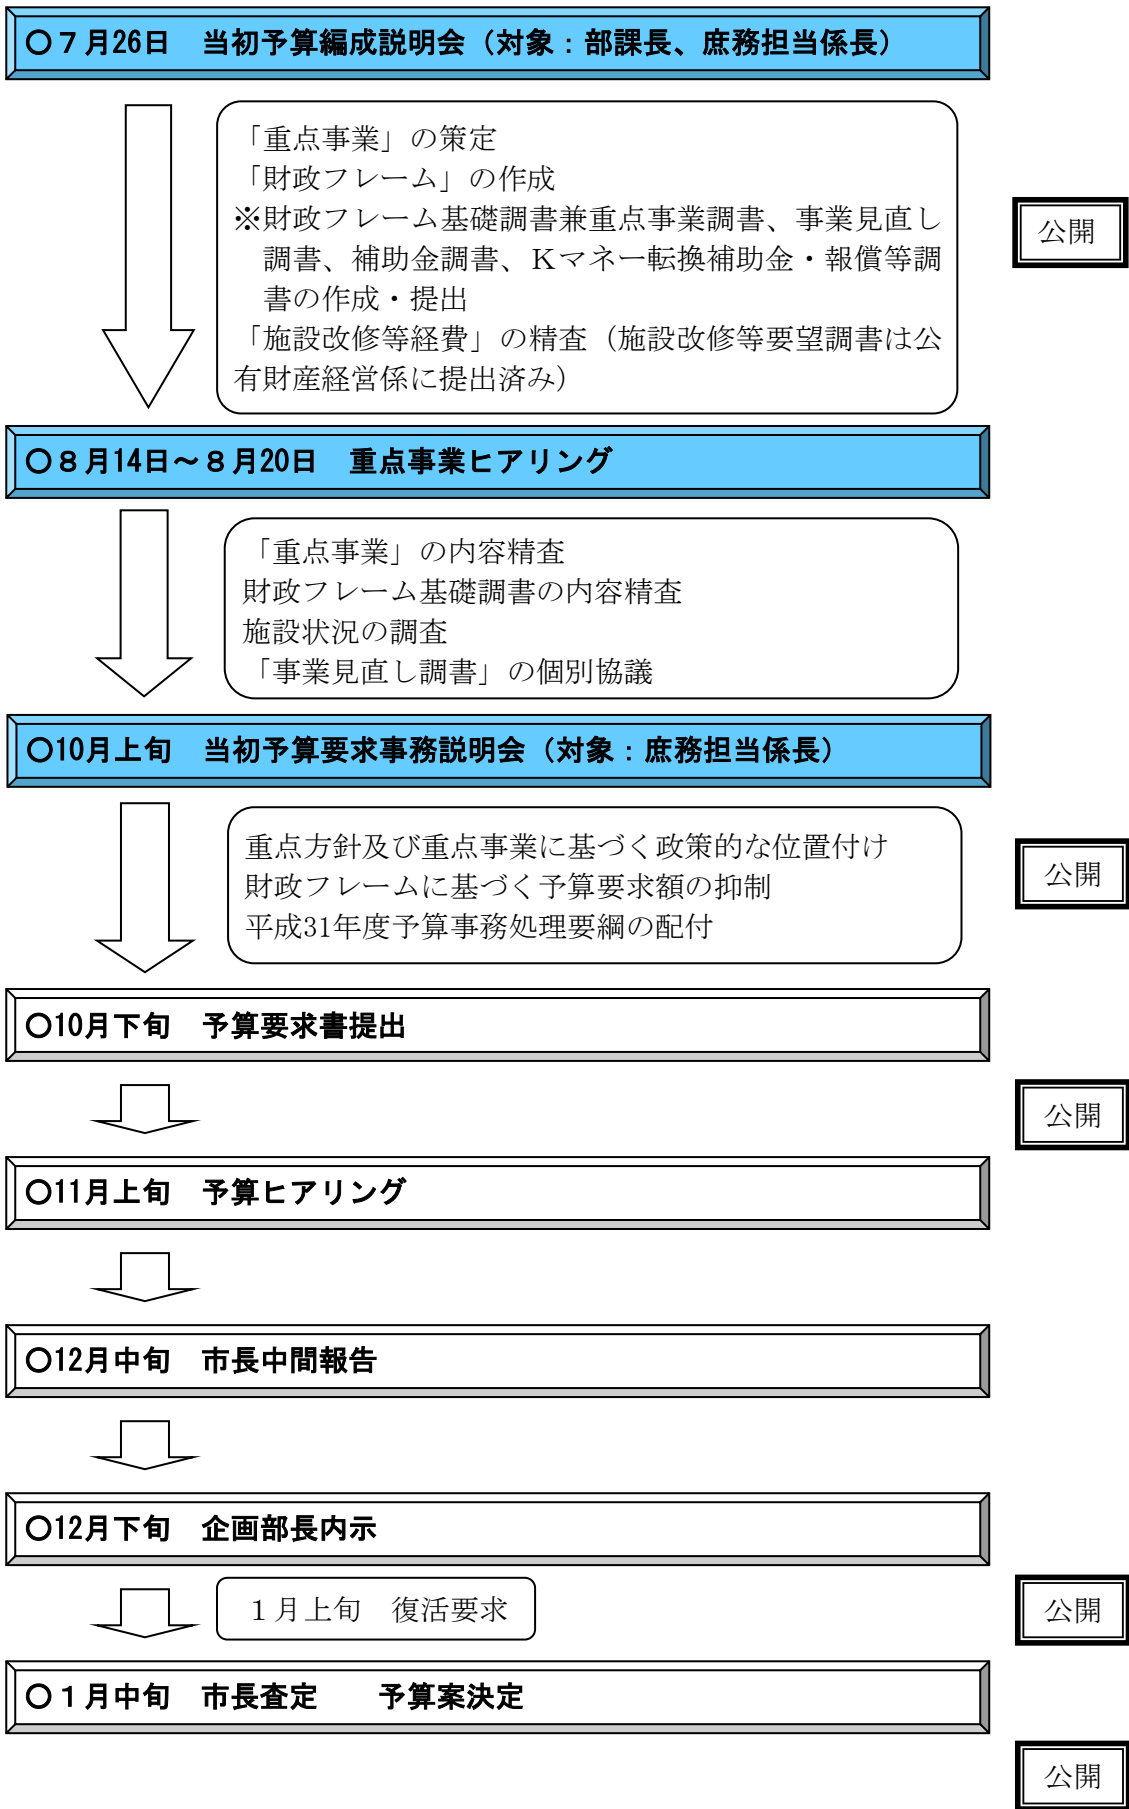 〇７月26日　当初予算編成説明会（対象：部課長、庶務担当係長）
「重点事業」の策定
「財政フレーム」の作成
※財政フレーム基礎調書兼重点事業調書、事業見直し
調書、補助金調書、Ｋマネー転換補助金・報償等調
書の作成・提出
「施設改修等経費」の精査（施設改修等要望調書は公
有財産経営係に提出済み）
公開
〇８月14日～８月20日　重点事業ヒアリング
「重点事業」の内容精査
財政フレーム基礎調書の内容精査
施設状況の調査
「事業見直し調書」の個別協議
〇10月上旬　当初予算要求事務説明会（対象：庶務担当係長）
重点方針及び重点事業に基づく政策的な位置付け
財政フレームに基づく予算要求額の抑制
平成31年度予算事務処理要綱の配付
公開
〇10月下旬　予算要求書提出
公開
〇11月上旬　予算ヒアリング
〇12月中旬　市長中間報告
〇12月下旬　企画部長内示
１月上旬　復活要求
公開
〇１月中旬　市長査定　　予算案決定
公開